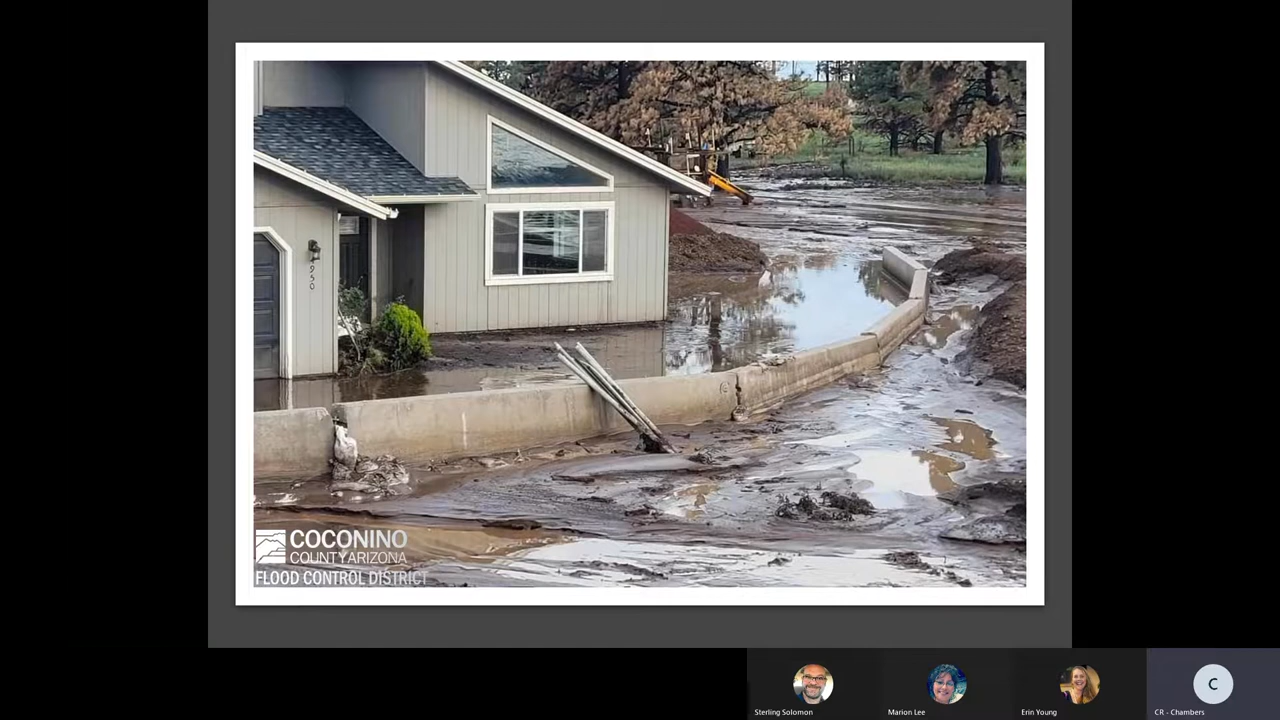 950
COCONINO
COUNTY ARIZONA
FLOOD CONTROL DISTRICT
Sterling Solomon
Marion Lee
Erin Young
C
CR - Chambers